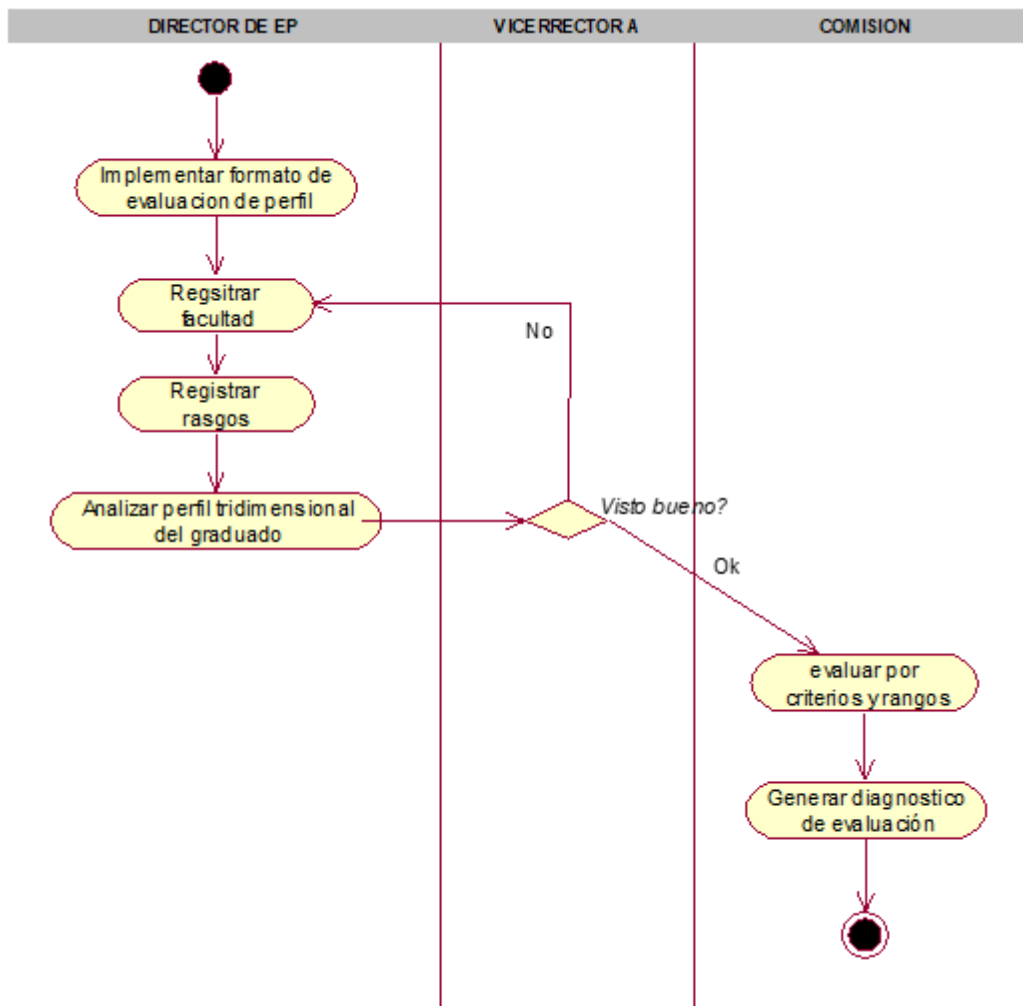 DIRECTOR DE EP
VICERRECTOR A
COMISION
Implementar formato de
evaluacion de perfil
Regsitrar
facultad
No
Registrar
rasgos
Analizar perfil tridimensional
del graduado
Visto bueno?
Ok
evaluar por
criterios y rangos
Generar diagnostico
de evaluación